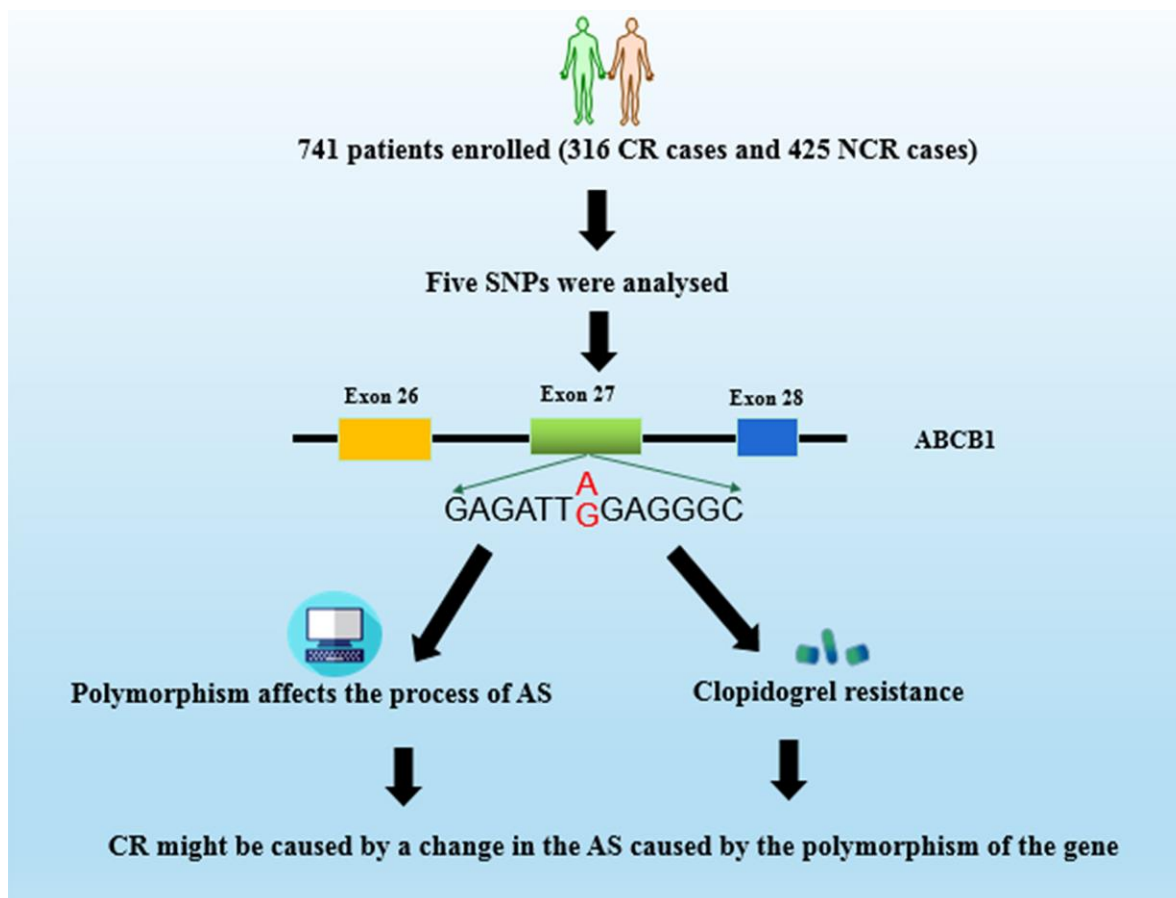 741 patients enrolled (316 CR cases and 425 NCR cases)
Five SNPs were analysed
Exon 26 Exon 27 Exon 28
ABCB1
A
GAGATTGGAGGGC
Polymorphism affects the process of AS
Clopidogrel resistance
CR might be caused by a change in the AS caused by the polymorphism of the gene